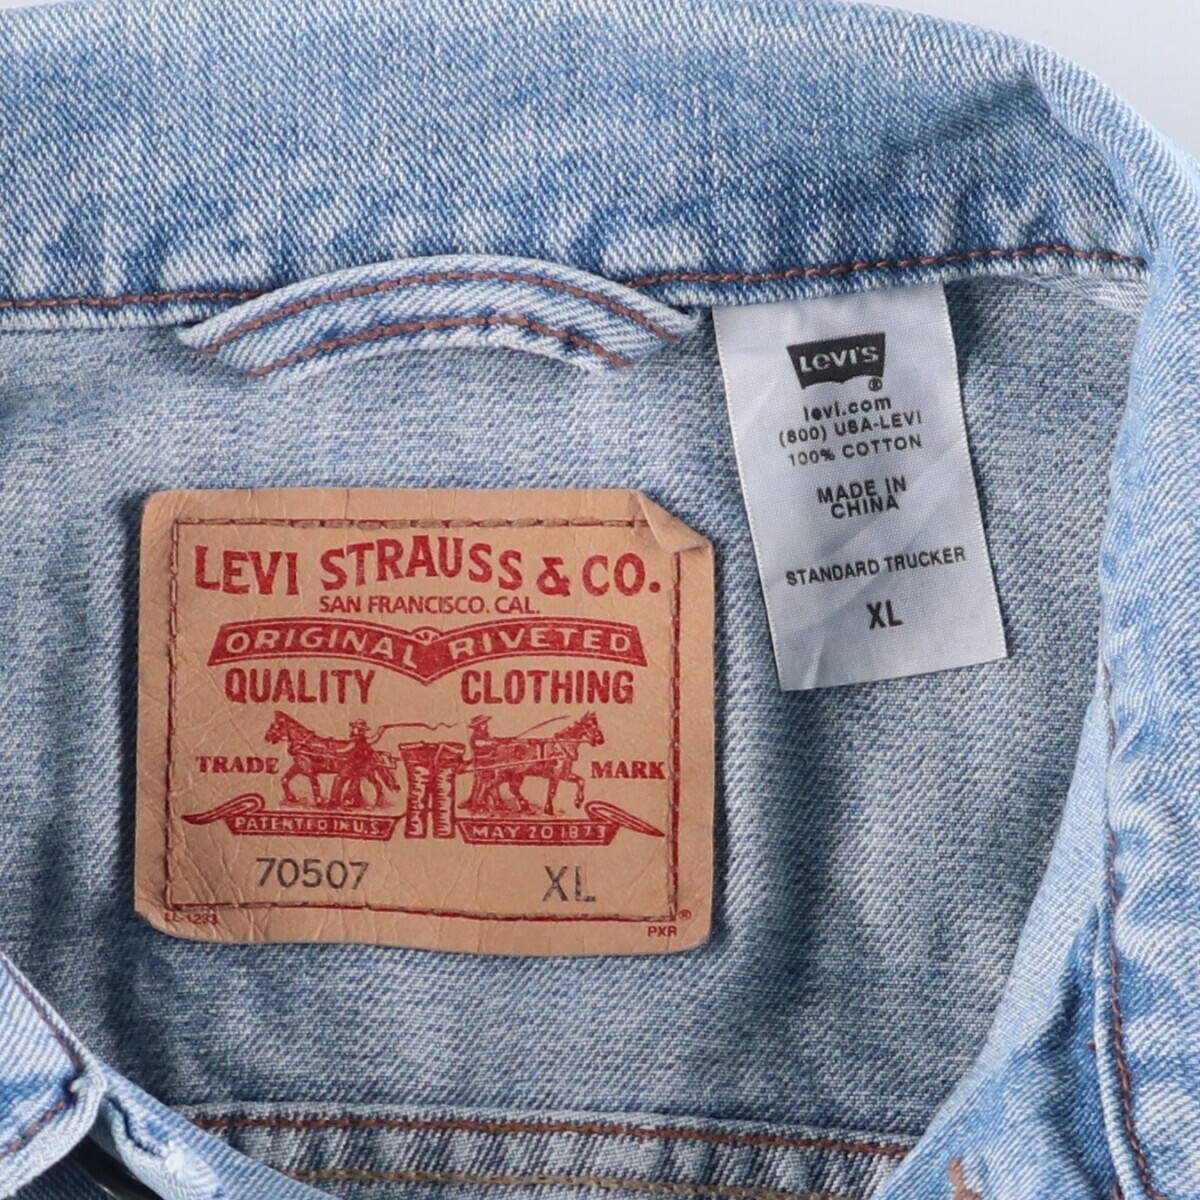 LEVI'S
®
levi.com
(800) USA-LEVI
100% COTTON
MADE IN
CHINA
STANDARD TRUCKER
XL
LEVI STRAUSS & CO.
SAN FRANCISCO. CAL.
ORIGINAL RIVETED
QUALITY CLOTHING
TRADE MARK
PATENTED IN U.S. MAY 20 1873
70507 XL
®
PXR